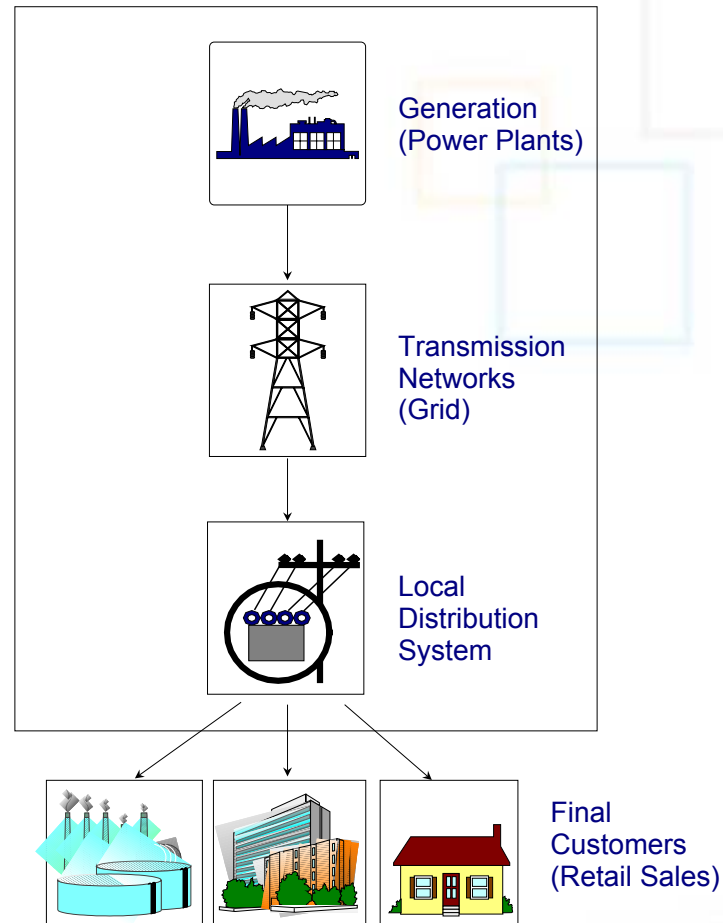 Generation
(Power Plants)
Transmission
Networks
(Grid)
Local
Distribution
System
Final
Customers
(Retail Sales)